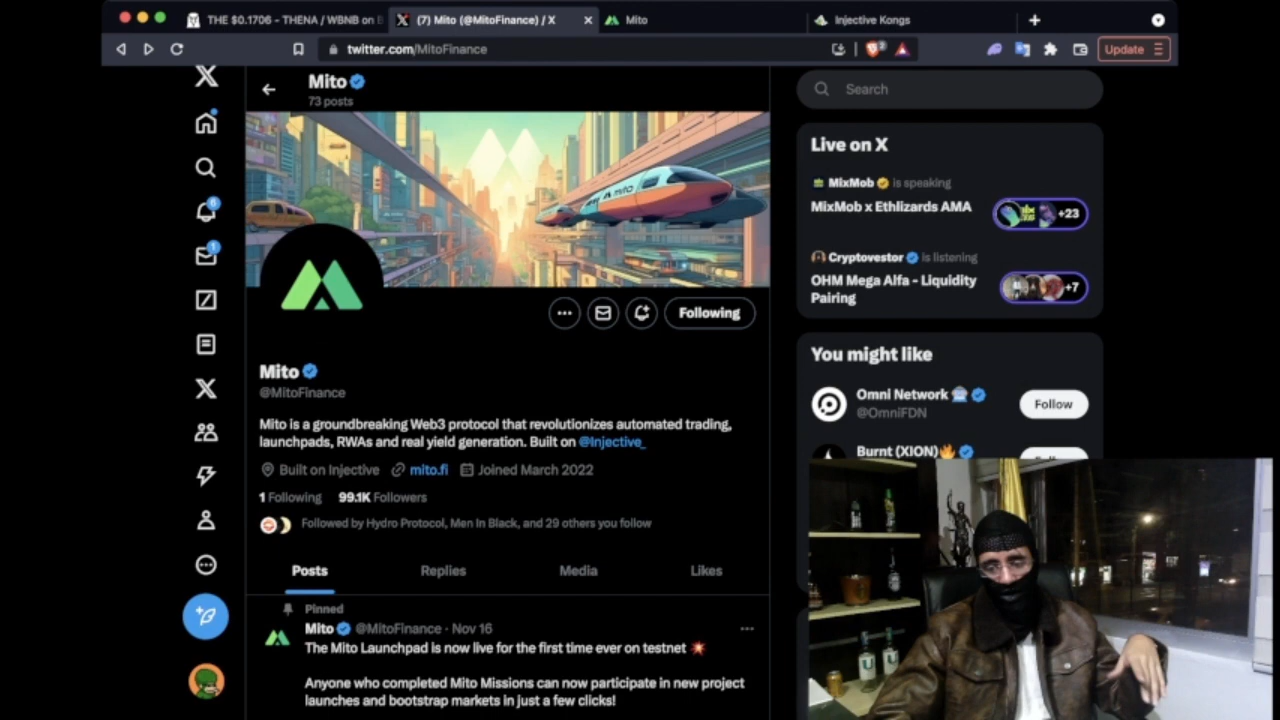 THE $0.1706 - THENA / WBNB on
(7) Mito (@MitoFinance) / X
Mito
Injective Kongs
twitter.com/MitoFinance
2
Update
Mito
73 posts
Search
mito
Live on X
MixMob is speaking
MixMob x Ethlizards AMA
+23
Cryptovestor is listening
OHM Mega Alfa - Liquidity
Pairing
+7
6
1
Following
You might like
Mito
@MitoFinance
Omni Network
@OmniFDN
Follow
Mito is a groundbreaking Web3 protocol that revolutionizes automated trading,
launchpads, RWAs and real yield generation. Built on @Injective_
Burnt (XION)
Built on Injective mito.fi Joined March 2022
1 Following 99.1K Followers
Followed by Hydro Protocol, Men In Black, and 29 others you follow
Posts Replies Media Likes
Pinned
Mito @MitoFinance · Nov 16
The Mito Launchpad is now live for the first time ever on testnet
Anyone who completed Mito Missions can now participate in new project
launches and bootstrap markets in just a few clicks!